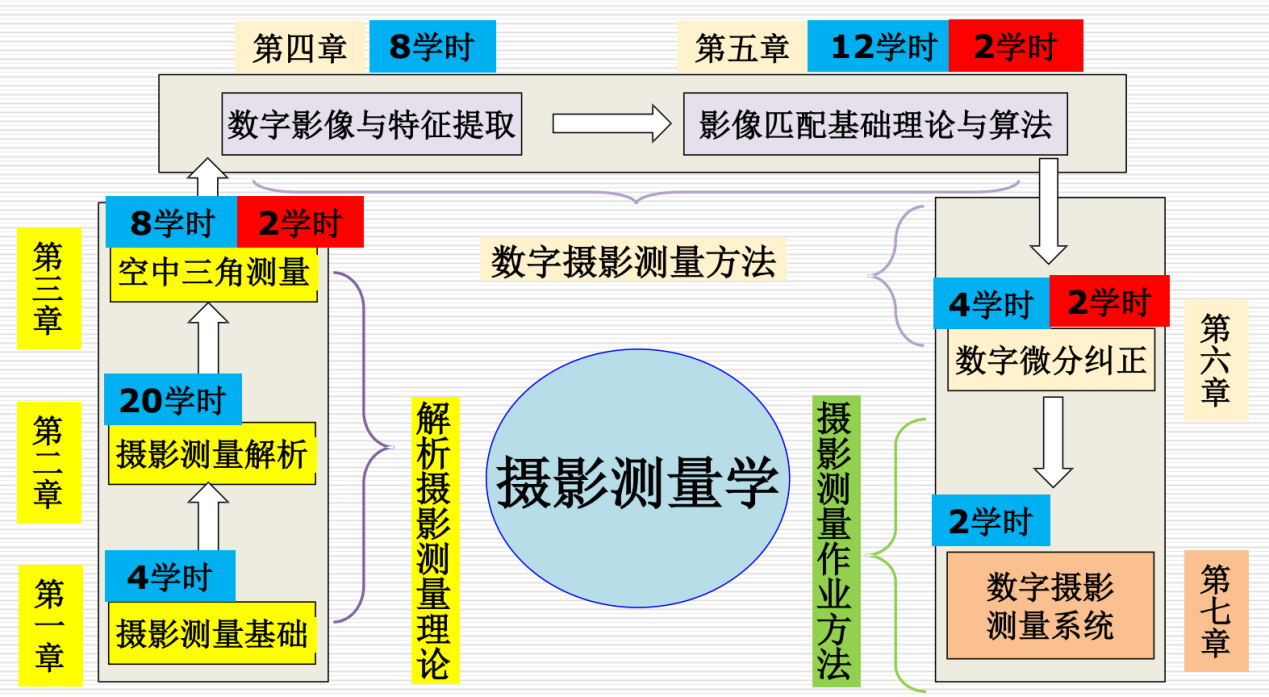 第四章
8学时
第五章
12学时
2学时
数字影像与特征提取
影像匹配基础理论与算法
8学时
2学时
第三章
空中三角测量
数字摄影测量方法
4学时
2学时
第六章
数字微分纠正
20学时
第二章
摄影测量解析
解析摄影测量理论
摄影测量学
摄影测量作业方法
2学时
4学时
第一章
摄影测量基础
数字摄影
测量系统
第七章